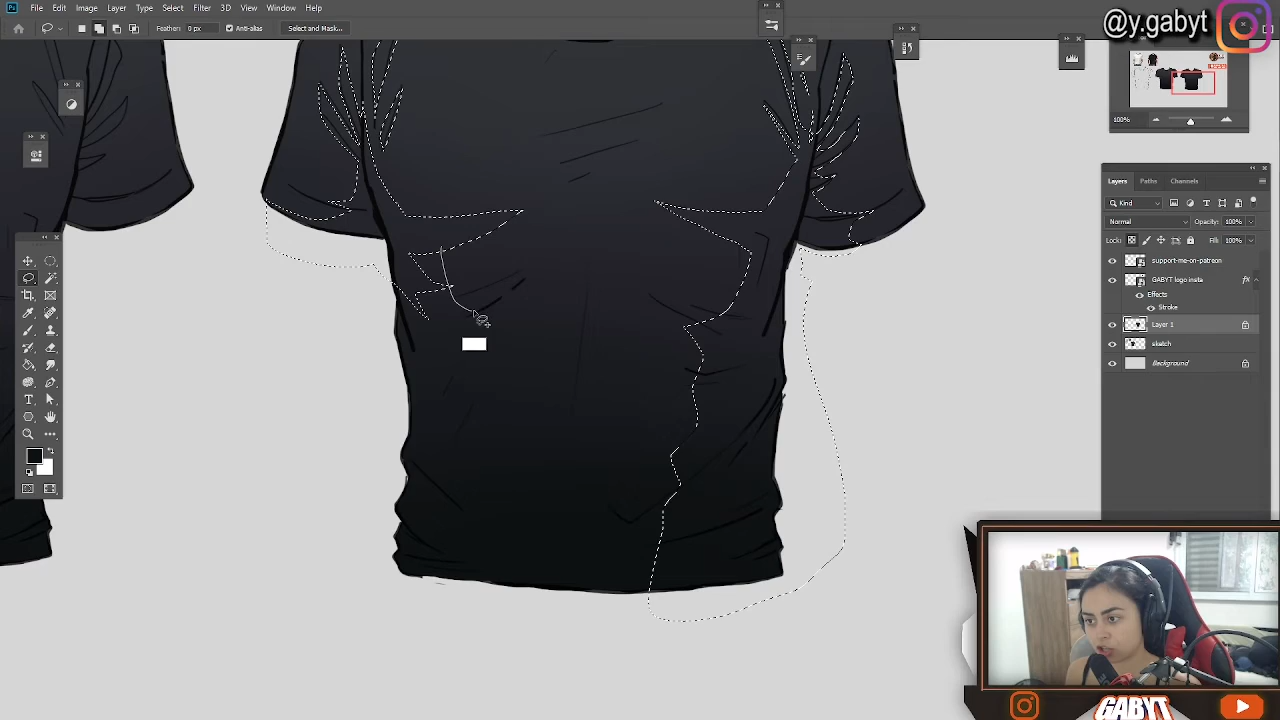 @y.gabyt
File Edit Image Layer Type Select Filter 3D View Window Help
Feather: 0 px Anti-alias Select and Mask...
100%
Layers Paths Channels
Kind
Normal Opacity: 100%
Lock: Fill: 100%
support-me-on-patreon
GABYT logo insta fx
Effects
Stroke
Layer 1
sketch
Background
GABYT